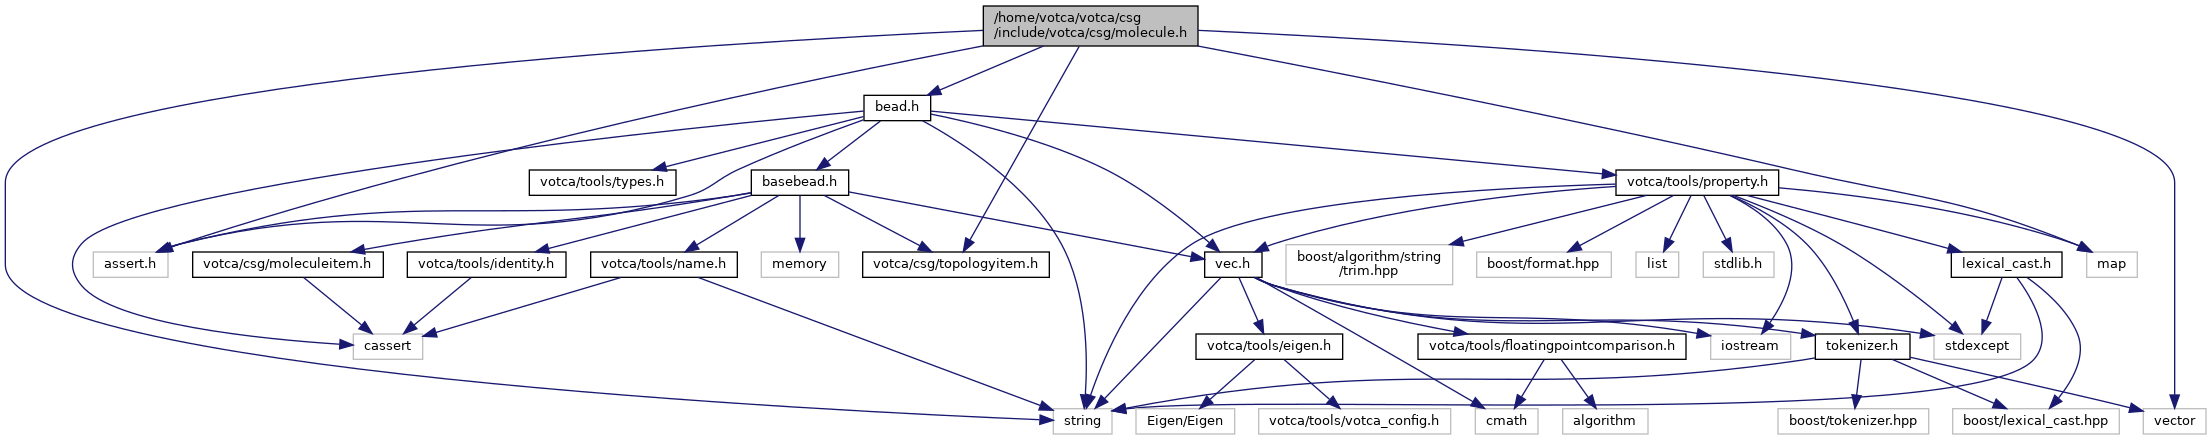 /home/votca/votca/csg
/include/votca/csg/molecule.h
bead.h
votca/tools/types.h
basebead.h
votca/tools/property.h
assert.h
votca/csg/moleculeitem.h
votca/tools/identity.h
votca/tools/name.h
memory
votca/csg/topologyitem.h
vec.h
boost/algorithm/string
/trim.hpp
boost/format.hpp
list
stdlib.h
lexical_cast.h
map
cassert
votca/tools/eigen.h
votca/tools/floatingpointcomparison.h
iostream
tokenizer.h
stdexcept
string
Eigen/Eigen
votca/tools/votca_config.h
cmath
algorithm
boost/tokenizer.hpp
boost/lexical_cast.hpp
vector